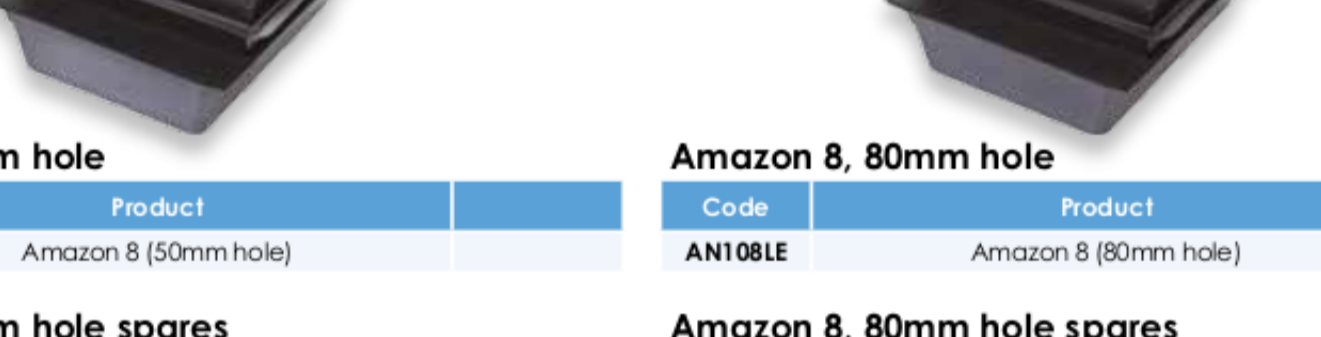 m hole
Product
Amazon 8 (50mm hole)
m hole spares
Amazon 8, 80mm hole
Code Product
AN108LE Amazon 8 (80mm hole)
Amazon 8, 80mm hole spares